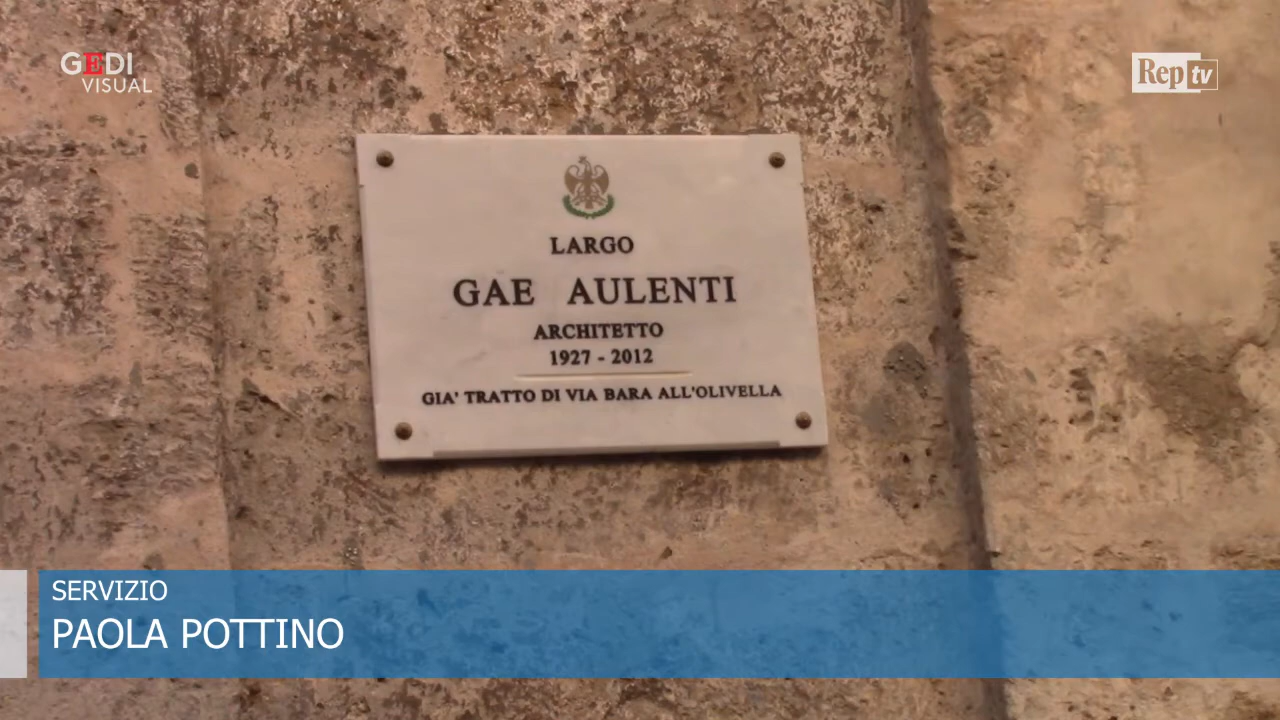 GEDI
VISUAL
Rep tv
LARGO
GAE AULENTI
ARCHITETTO
1927 - 2012
GIA' TRATTO DI VIA BARA ALL'OLIVELLA
SERVIZIO
PAOLA POTTINO